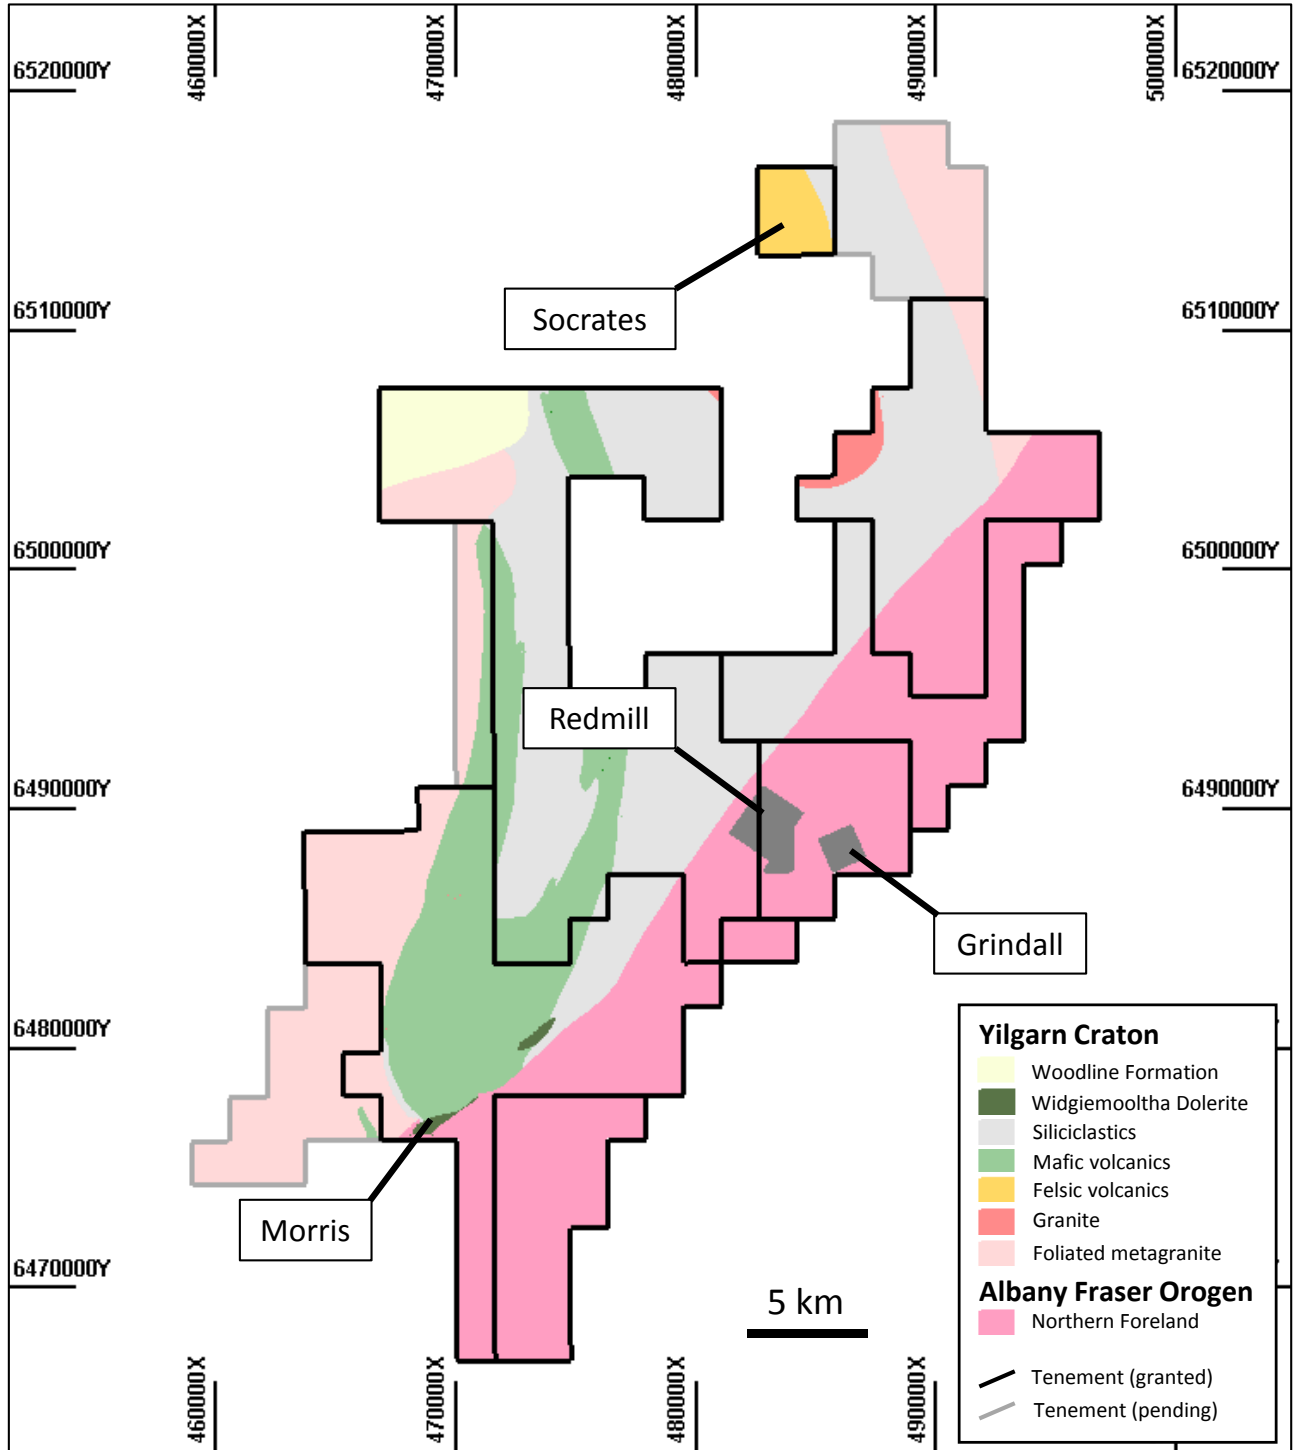 460000X
470000X
480000X
490000X
500000X
6520000Y
6520000Y
Socrates
6510000Y
6510000Y
6500000Y
6500000Y
Redmill
6490000Y
6490000Y
Grindall
6480000Y
Yilgarn Craton
Woodline Formation
Widgiemooltha Dolerite
Siliciclastics
Mafic volcanics
Felsic volcanics
Granite
Foliated metagranite
Albany Fraser Orogen
Northern Foreland
Tenement (granted)
Tenement (pending)
Morris
6470000Y
5 km
460000X
470000X
480000X
490000X